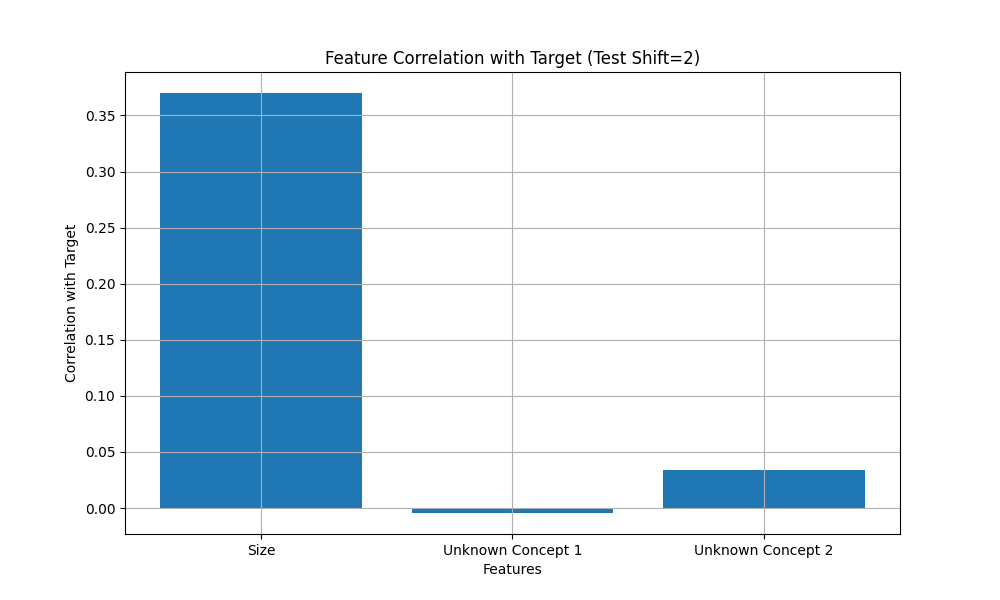 Feature Correlation with Target (Test Shift=2)
Correlation with Target
0.35
0.30
0.25
0.20
0.15
0.10
0.05
0.00
Size
Unknown Concept 1
Unknown Concept 2
Features